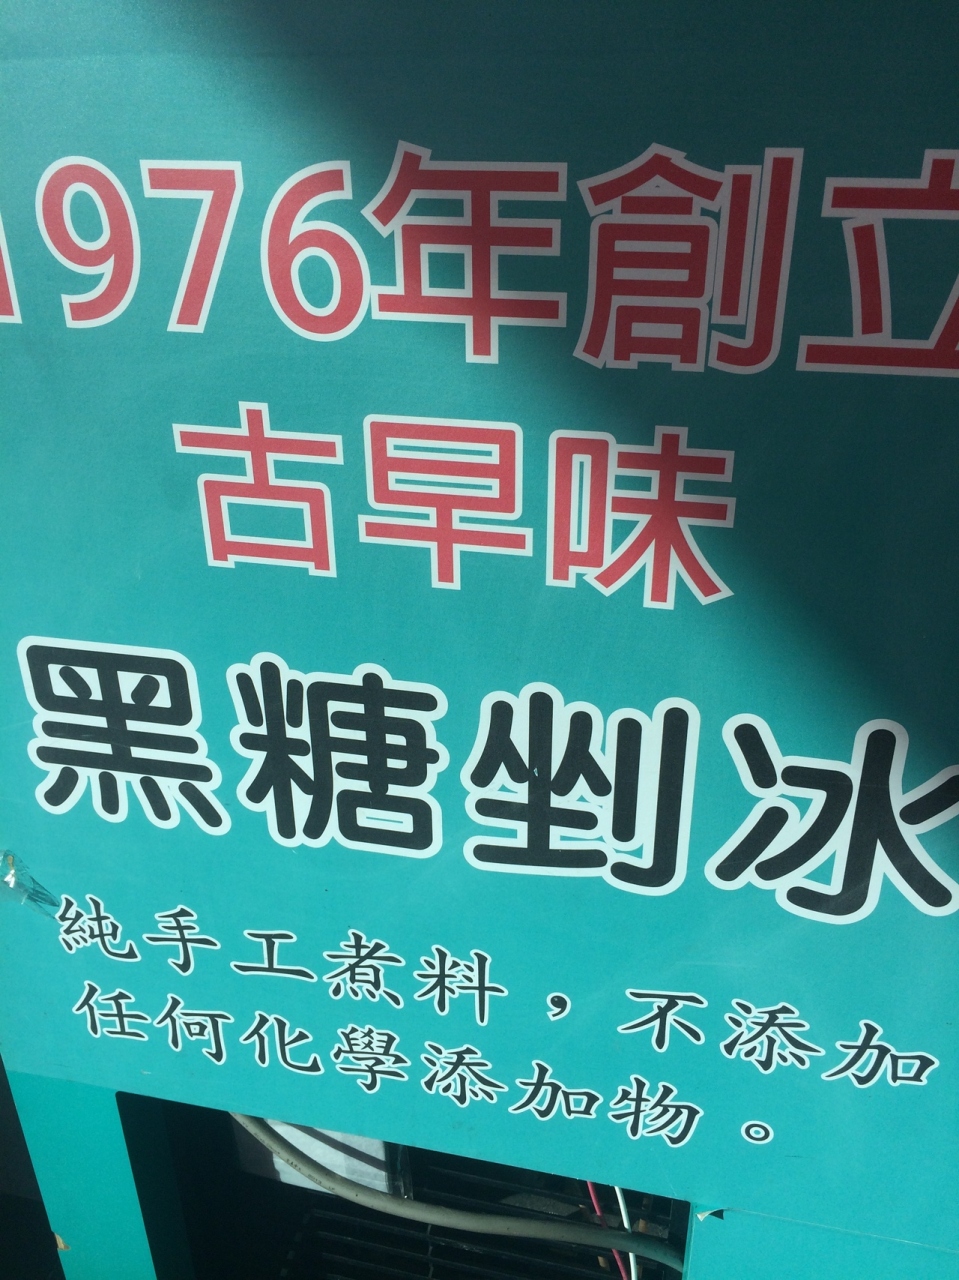 1976年創立
古早味
黑糖剉冰
純手工煮料，不添加
任何化學添加物。